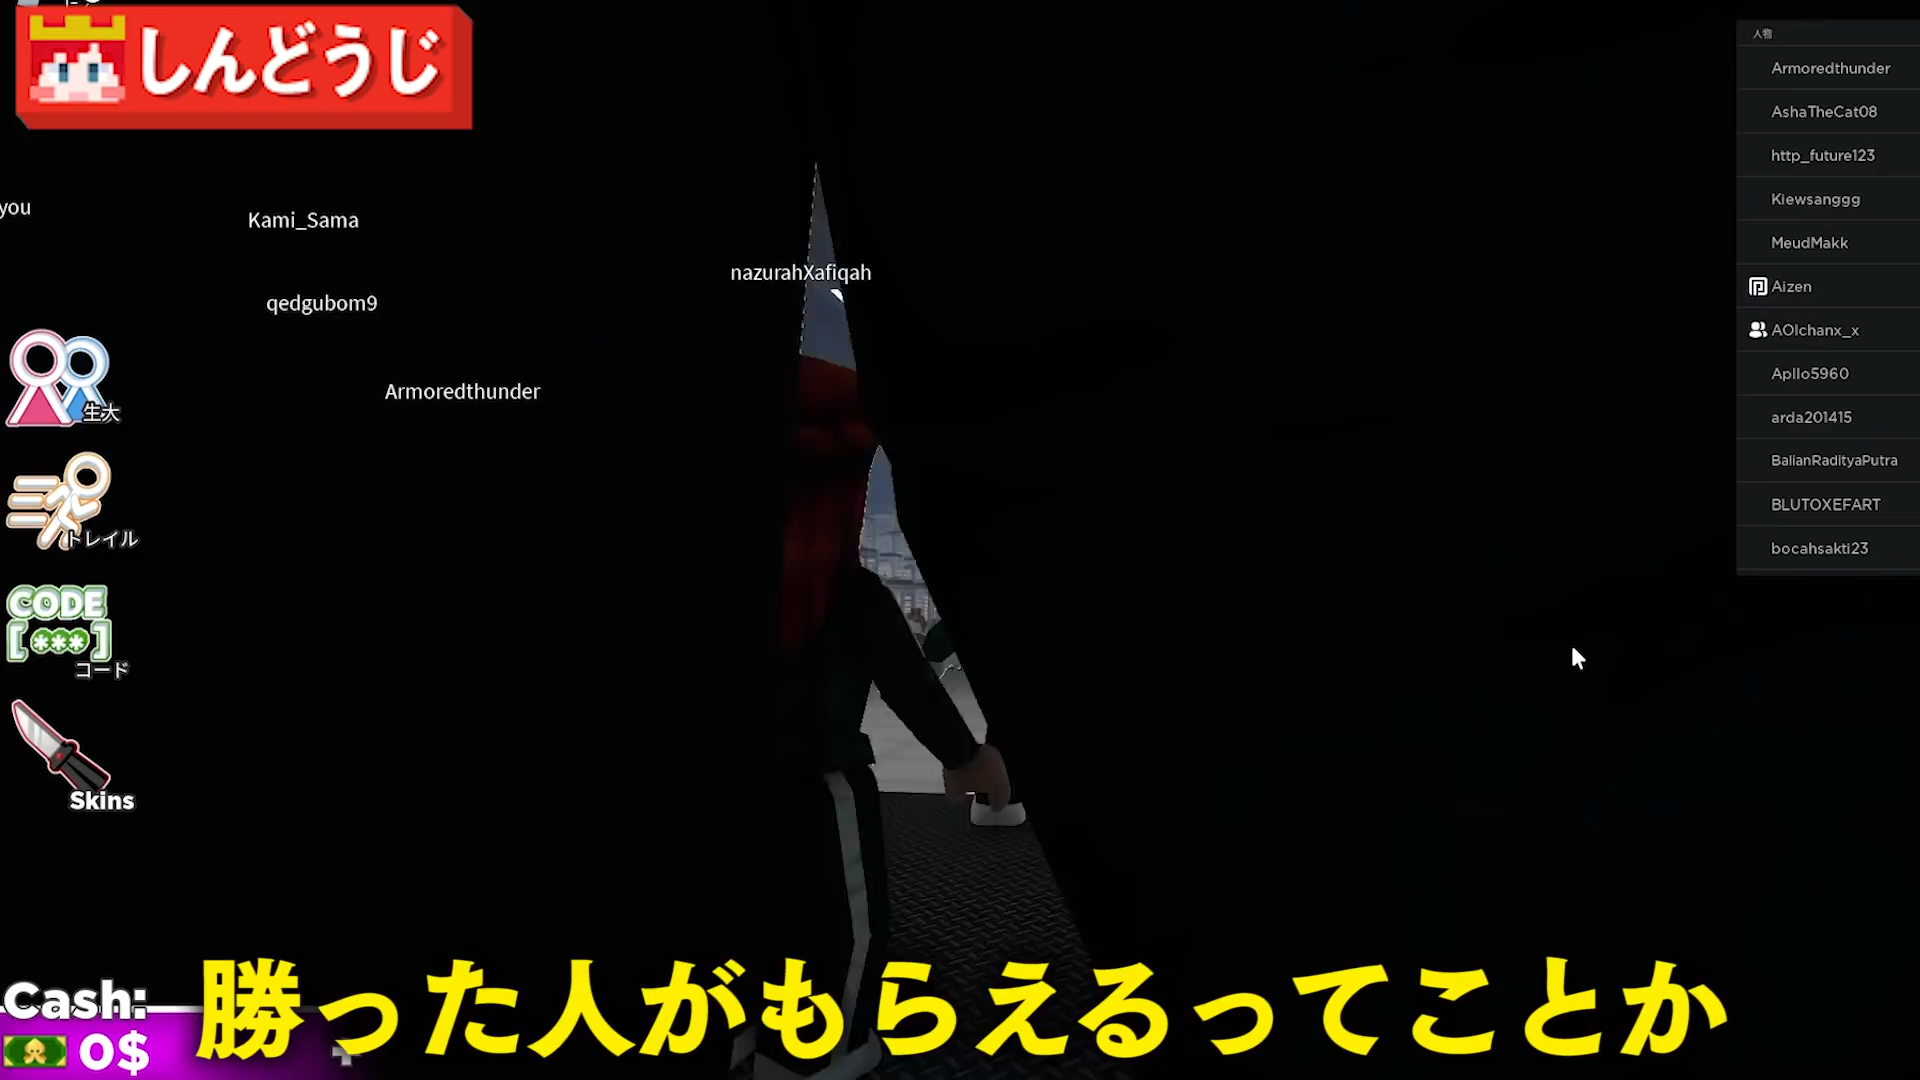 しんどうじ
人物
Armoredthunder
AshaTheCat08
http_future123
Kiewsanggg
MeudMakk
Aizen
AOIchanx_x
Apllo5960
arda201415
BalianRadityaPutra
BLUTOXEFART
bocahsakti23
you
Kami_Sama
nazurahXafiqah
qedgubom9
Armoredthunder
生大
トレイル
CODE
[***]
コード
Skins
Cash:
0$
勝った人がもらえるってことか